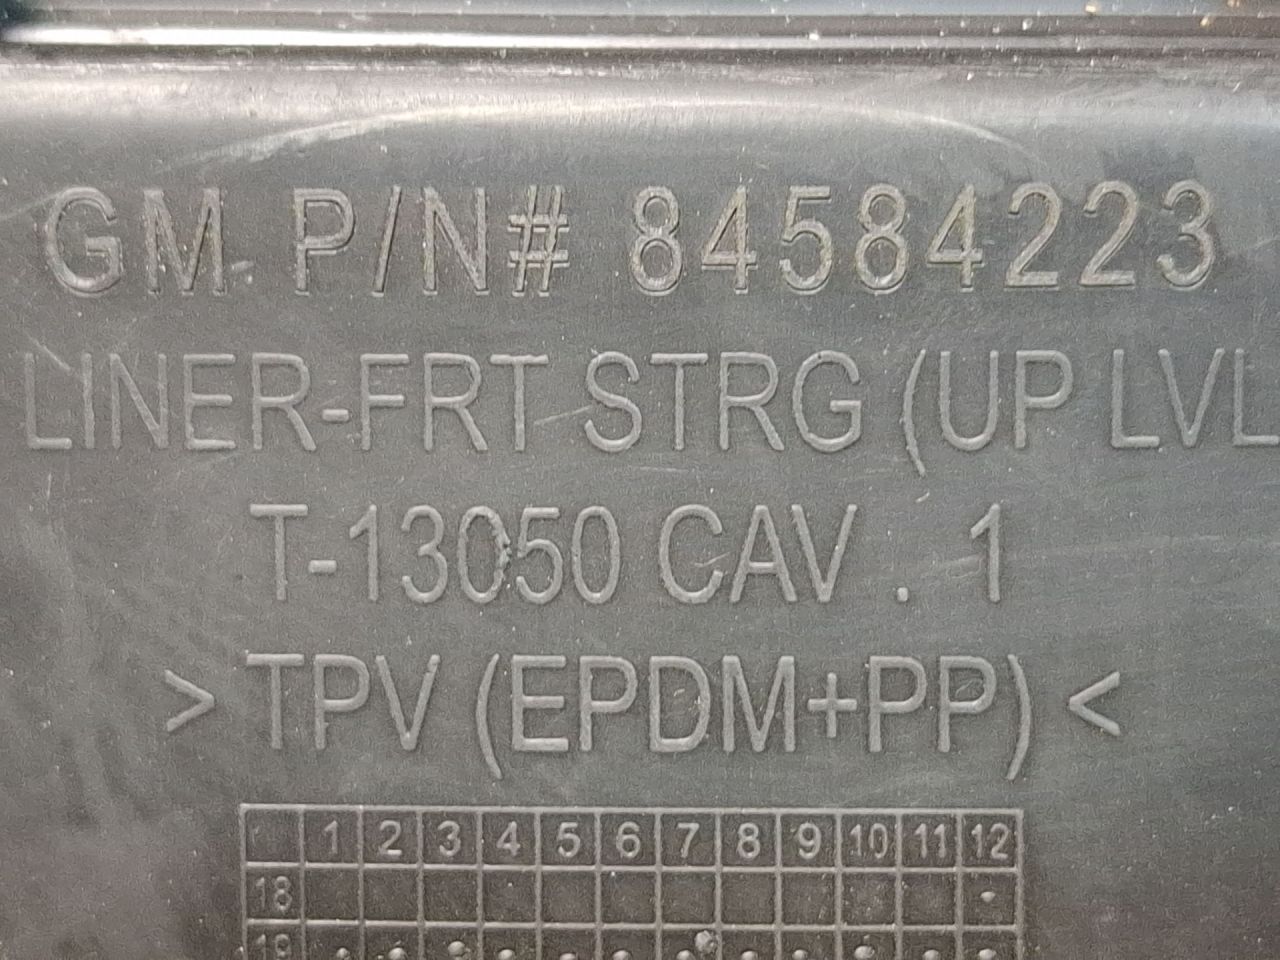 GM P/N# 84584223
LINER-FRT STRG (UP LVL
T-13050 CAV . 1
> TPV (EPDM+PP) <
1 2 3 4 5 6 7 8 9 10 11 12
18
19